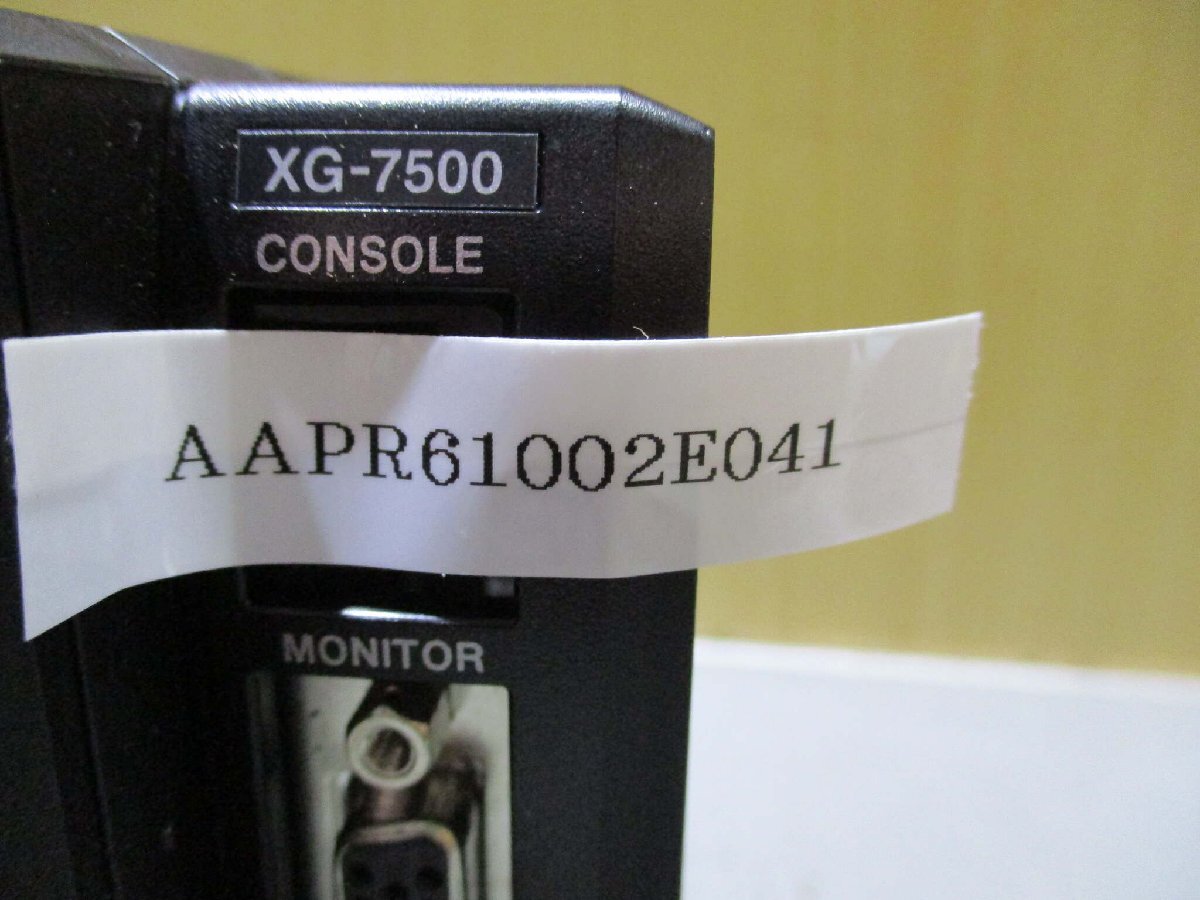 XG-7500
CONSOLE
AAPR61002E041
MONITOR